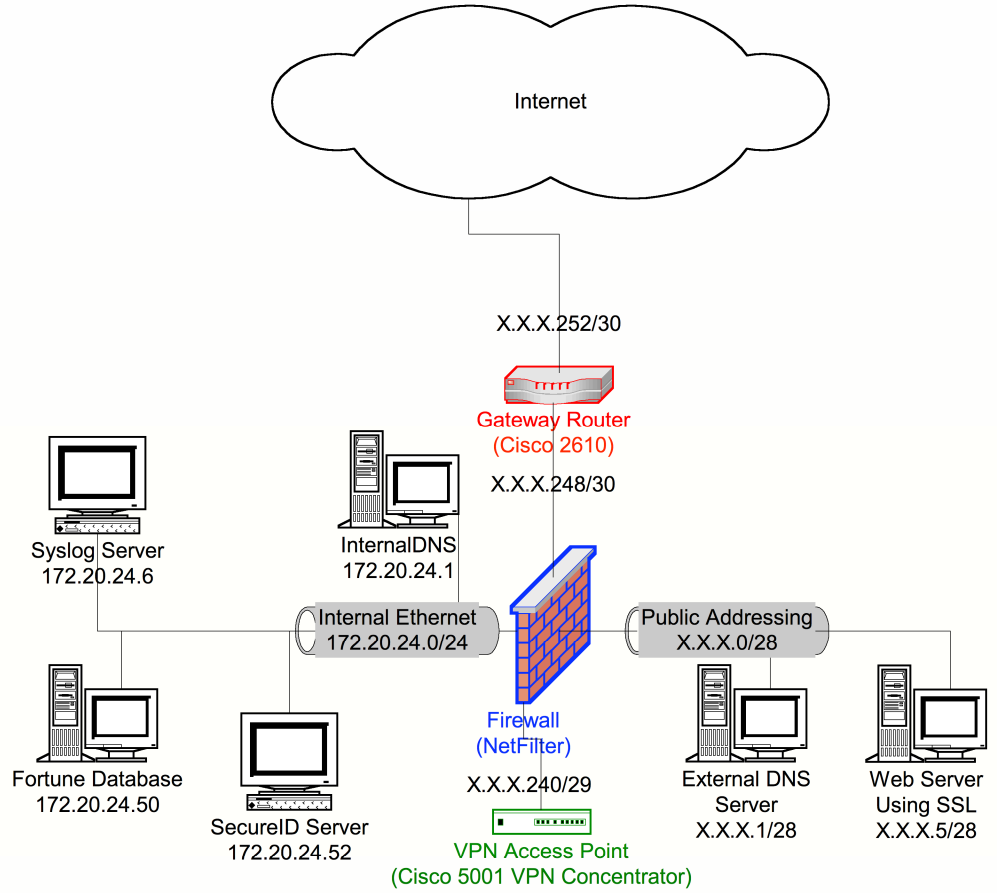 Internet
X.X.X.252/30
Gateway Router
(Cisco 2610)
X.X.X.248/30
Syslog Server
172.20.24.6
InternalDNS
172.20.24.1
Internal Ethernet
172.20.24.0/24
Public Addressing
X.X.X.0/28
Firewall
(NetFilter)
Fortune Database
172.20.24.50
SecureID Server
172.20.24.52
X.X.X.240/29
VPN Access Point
(Cisco 5001 VPN Concentrator)
External DNS
Server
X.X.X.1/28
Web Server
Using SSL
X.X.X.5/28